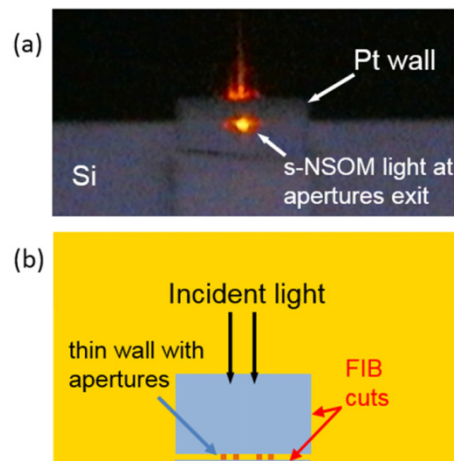 (a)
Pt wall
Si
s-NSOM light at
apertures exit
(b)
Incident light
thin wall with
apertures
FIB
cuts